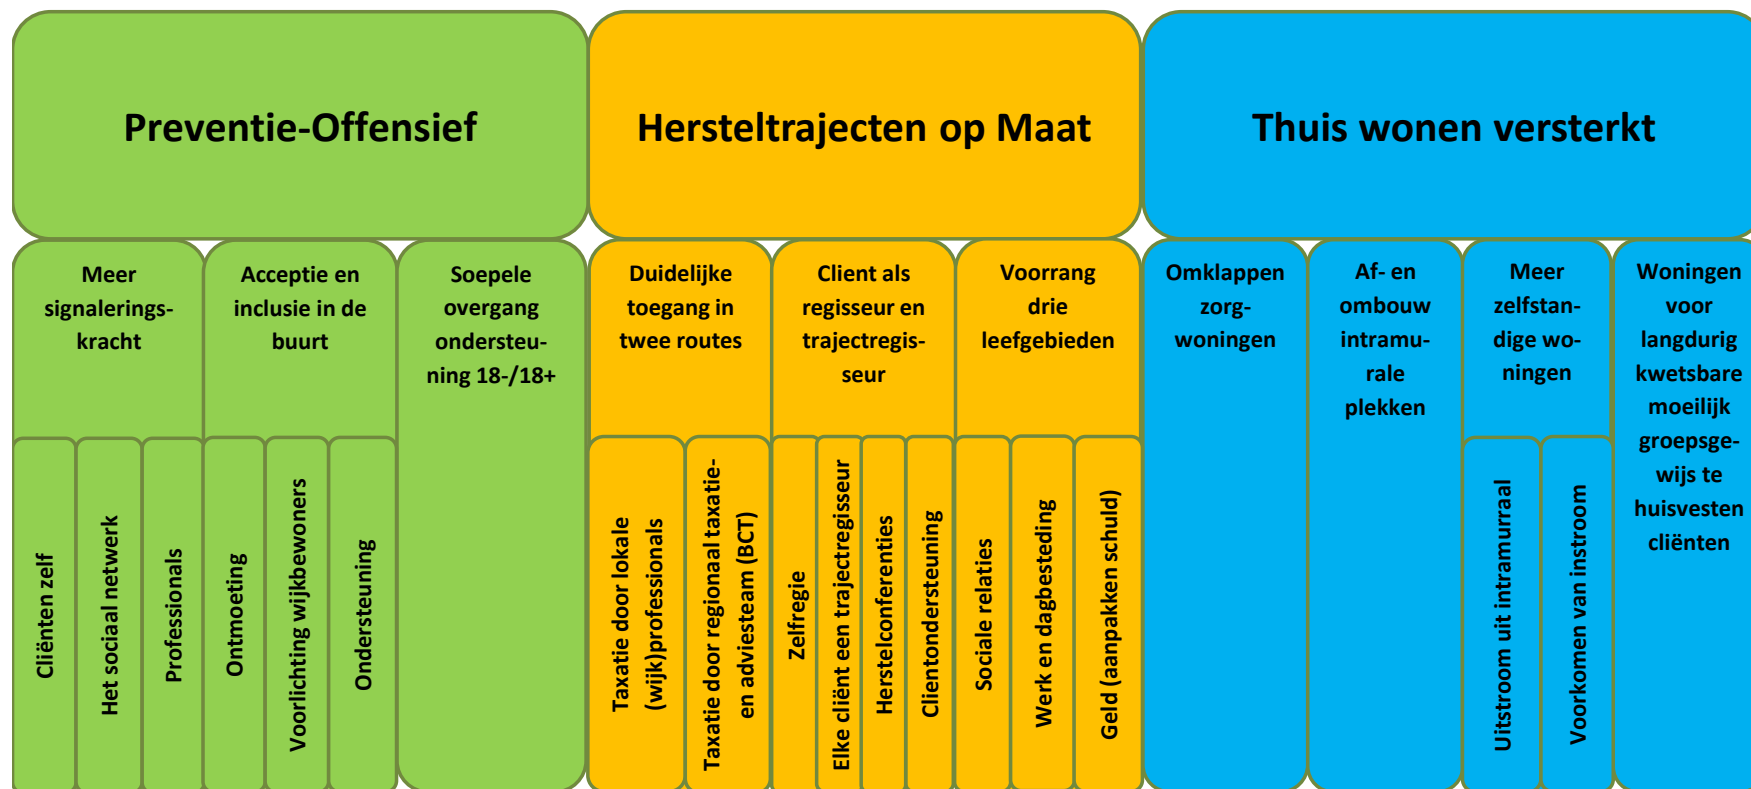 Preventie-Offensief
Hersteltrajecten op Maat
Thuis wonen versterkt
Meer
signalerings-
kracht
Acceptie en
inclusie in de
buurt
Soepele
overgang
ondersteu-
ning 18-/18+
Duidelijke
toegang in
twee routes
Client als
regisseur en
trajectregis-
seur
Voorrang
drie
leefgebieden
Omklappen
zorg-
woningen
Af- en
ombouw
intramu-
rale
plekken
Meer
zelfstan-
dige wo-
ningen
Woningen
voor
langdurig
kwetsbare
moeilijk
groepsge-
wijs te
huisvesten
cliënten
Cliënten zelf
Het sociaal netwerk
Professionals
Ontmoeting
Voorlichting wijkbewoners
Ondersteuning
Taxatie door lokale
(wijk)professionals
Taxatie door regionaal taxatie-
en adviesteam (BCT)
Zelfregie
Elke cliënt een trajectregisseur
Herstelconferenties
Clientondersteuning
Sociale relaties
Werk en dagbesteding
Geld (aanpakken schuld)
Uitstroom uit intramurraal
Voorkomen van instroom